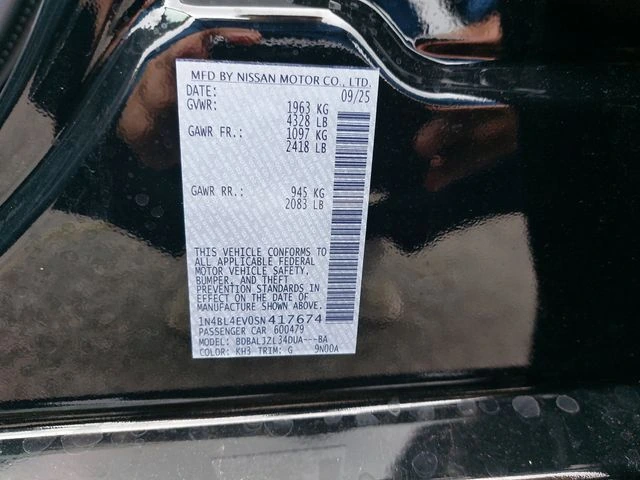 MFD BY NISSAN MOTOR CO., LTD.
DATE: 09/25
GVWR: 1963 KG
4328 LB
GAWR FR.: 1097 KG
2418 LB
GAWR RR.: 945 KG
2083 LB
THIS VEHICLE CONFORMS TO
ALL APPLICABLE FEDERAL
MOTOR VEHICLE SAFETY,
BUMPER, AND THEFT
PREVENTION STANDARDS IN
EFFECT ON THE DATE OF
MANUFACTURE SHOWN ABOVE.
1N4BL4EV0SN417674
PASSENGER CAR 600479
MODEL: BDBALJZL34DUA---BA
COLOR: KH3 TRIM: G 9N00A